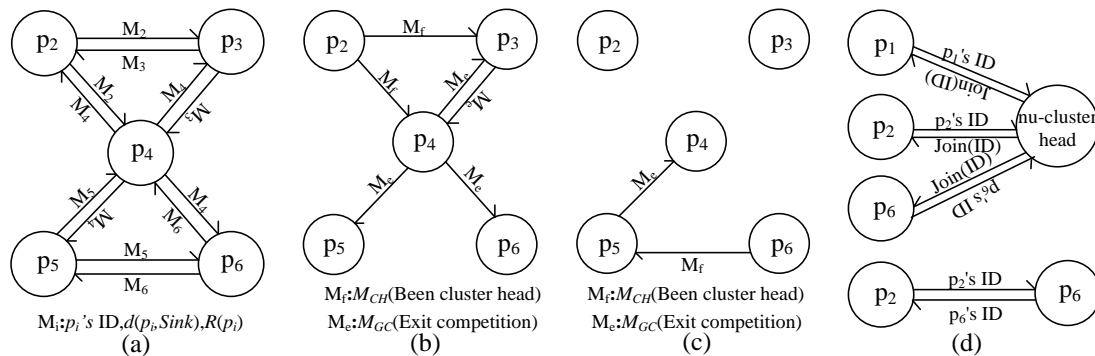 p2
M2
p3
M3
M2
M4
M4
M3
p4
M5
M4
M4
M6
p5
M5
p6
M6
Mi:pi's ID,d(pi,Sink),R(pi)
(a)
p2
Mf
p3
Mf
Me
Me
p4
Me
Me
p5
p6
Mf:MCH(Been cluster head)
Me:MGC(Exit competition)
(b)
p2
p3
p4
Me
p5
p6
Mf
Mf:MCH(Been cluster head)
Me:MGC(Exit competition)
(c)
p1
p1's ID
Join(ID)
p2
p2's ID
Join(ID)
nu-cluster
head
p6
Join(ID)
p6's ID
p2
p2's ID
p6
p6's ID
(d)